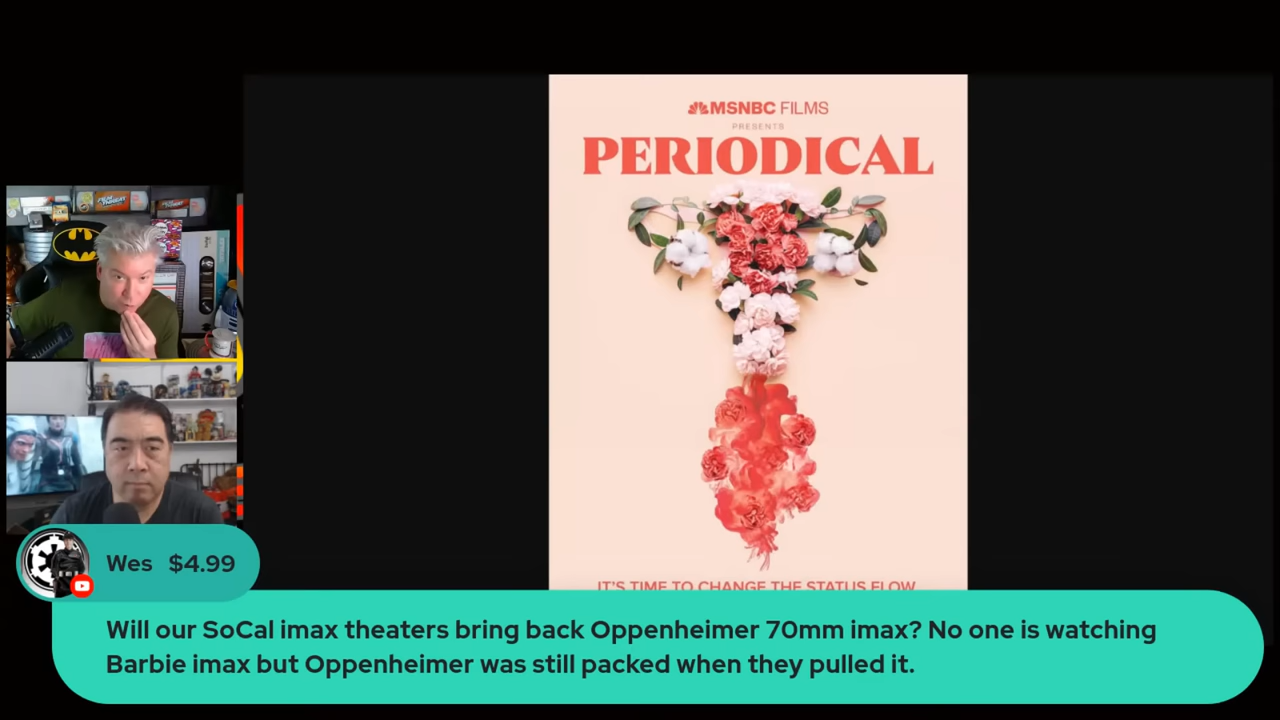 MSNBC FILMS
PRESENTS
PERIODICAL
IT'S TIME TO CHANGE THE STATUS FLOW
Wes $4.99
Will our SoCal imax theaters bring back Oppenheimer 70mm imax? No one is watching
Barbie imax but Oppenheimer was still packed when they pulled it.